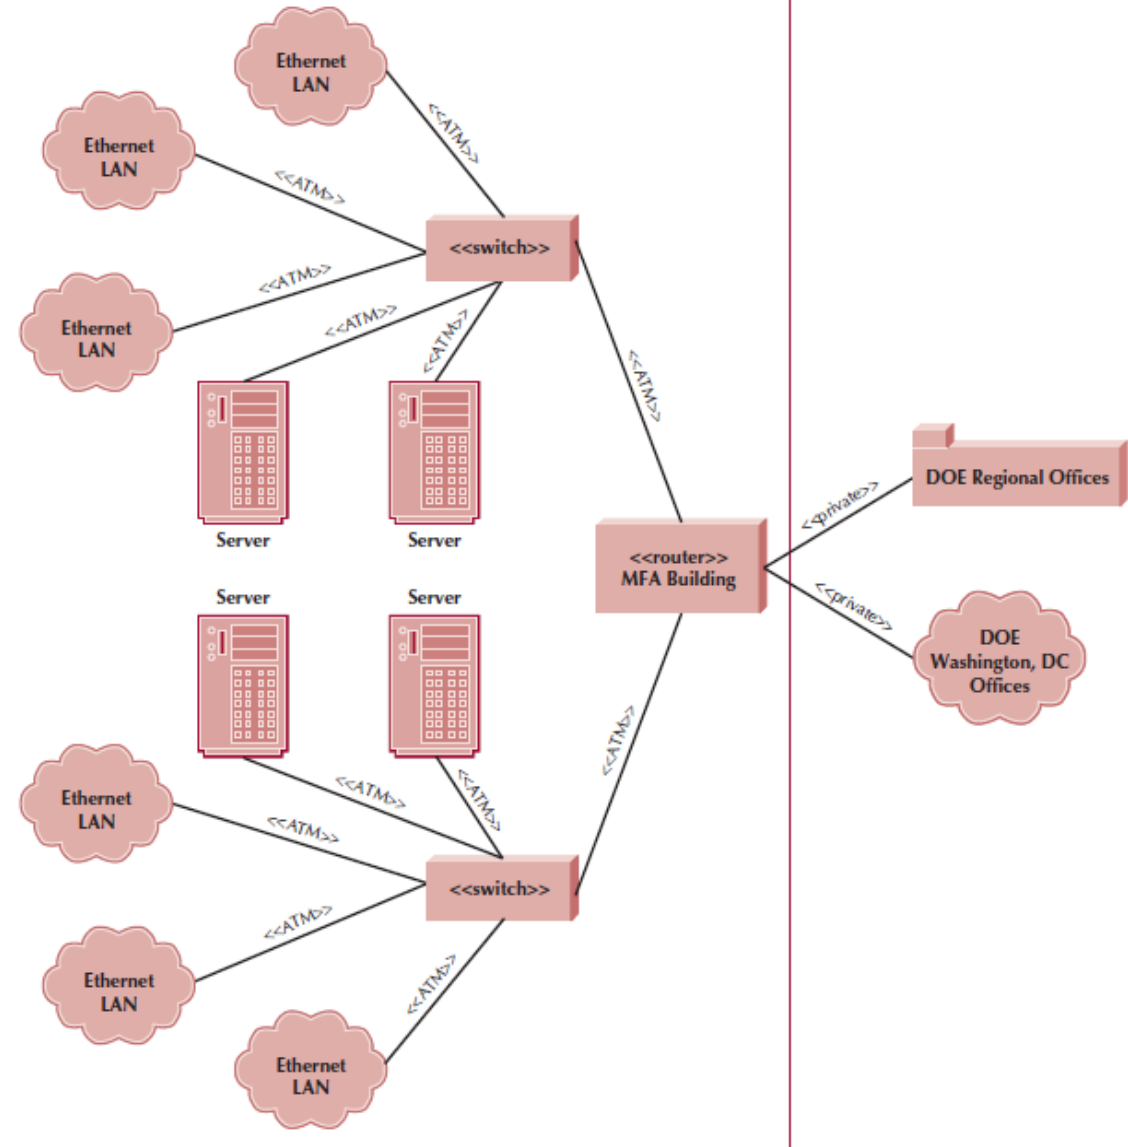 Ethernet
LAN
<<ATM>>
Ethernet
LAN
<<ATM>>
<<switch>>
Ethernet
LAN
<<ATM>>
<<ATM>>
<<ATM>>
<<ATM>>
Server
Server
DOE Regional Offices
<<private>>
<<router>>
MFA Building
<<private>>
DOE
Washington, DC
Offices
Server
Server
<<ATM>>
<<ATM>>
<<ATM>>
Ethernet
LAN
<<ATM>>
<<switch>>
<<ATM>>
Ethernet
LAN
<<ATM>>
Ethernet
LAN